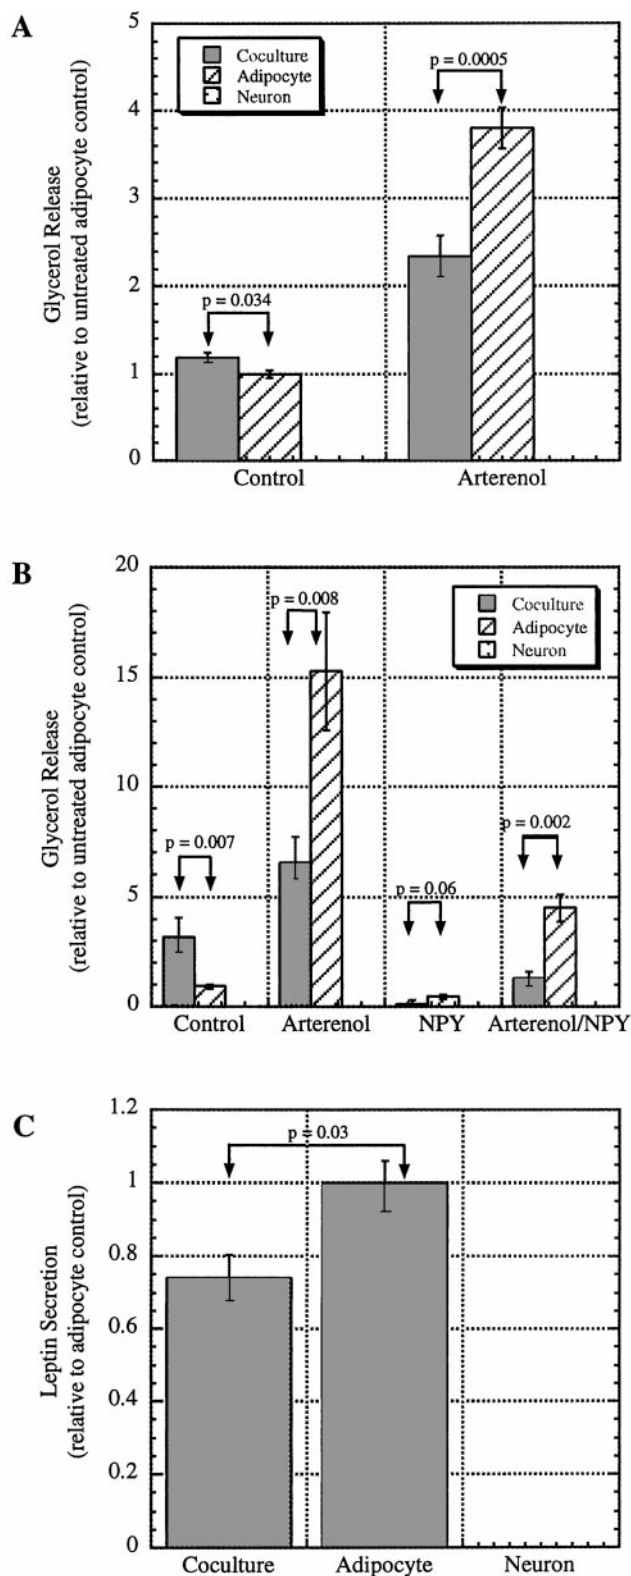 A
Glycerol Release
(relative to untreated adipocyte control)
5
4
3
2
1
0
Coculture
Adipocyte
Neuron
p = 0.0005
p = 0.034
Control
Arterenol
B
Glycerol Release
(relative to untreated adipocyte control)
20
15
10
5
0
Coculture
Adipocyte
Neuron
p = 0.008
p = 0.007
p = 0.06
p = 0.002
Control
Arterenol
NPY
Arterenol/NPY
C
Leptin Secretion
(relative to adipocyte control)
1.2
1
0.8
0.6
0.4
0.2
0
p = 0.03
Coculture
Adipocyte
Neuron